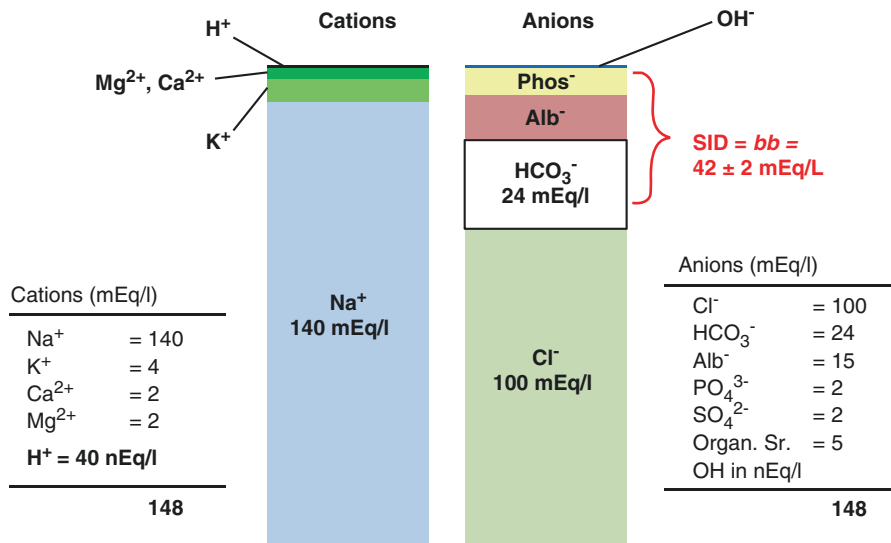 Cations
Anions
H⁺
OH⁻
Mg²⁺, Ca²⁺
K⁺
Phos⁻
Alb⁻
HCO₃⁻
24 mEq/l
SID = bb =
42 ± 2 mEq/L
Na⁺
140 mEq/l
Cl⁻
100 mEq/l
Cations (mEq/l)
Na⁺ = 140
K⁺ = 4
Ca²⁺ = 2
Mg²⁺ = 2
H⁺ = 40 nEq/l
148
Anions (mEq/l)
Cl⁻ = 100
HCO₃⁻ = 24
Alb⁻ = 15
PO₄³⁻ = 2
SO₄²⁻ = 2
Organ. Sr. = 5
OH in nEq/l
148